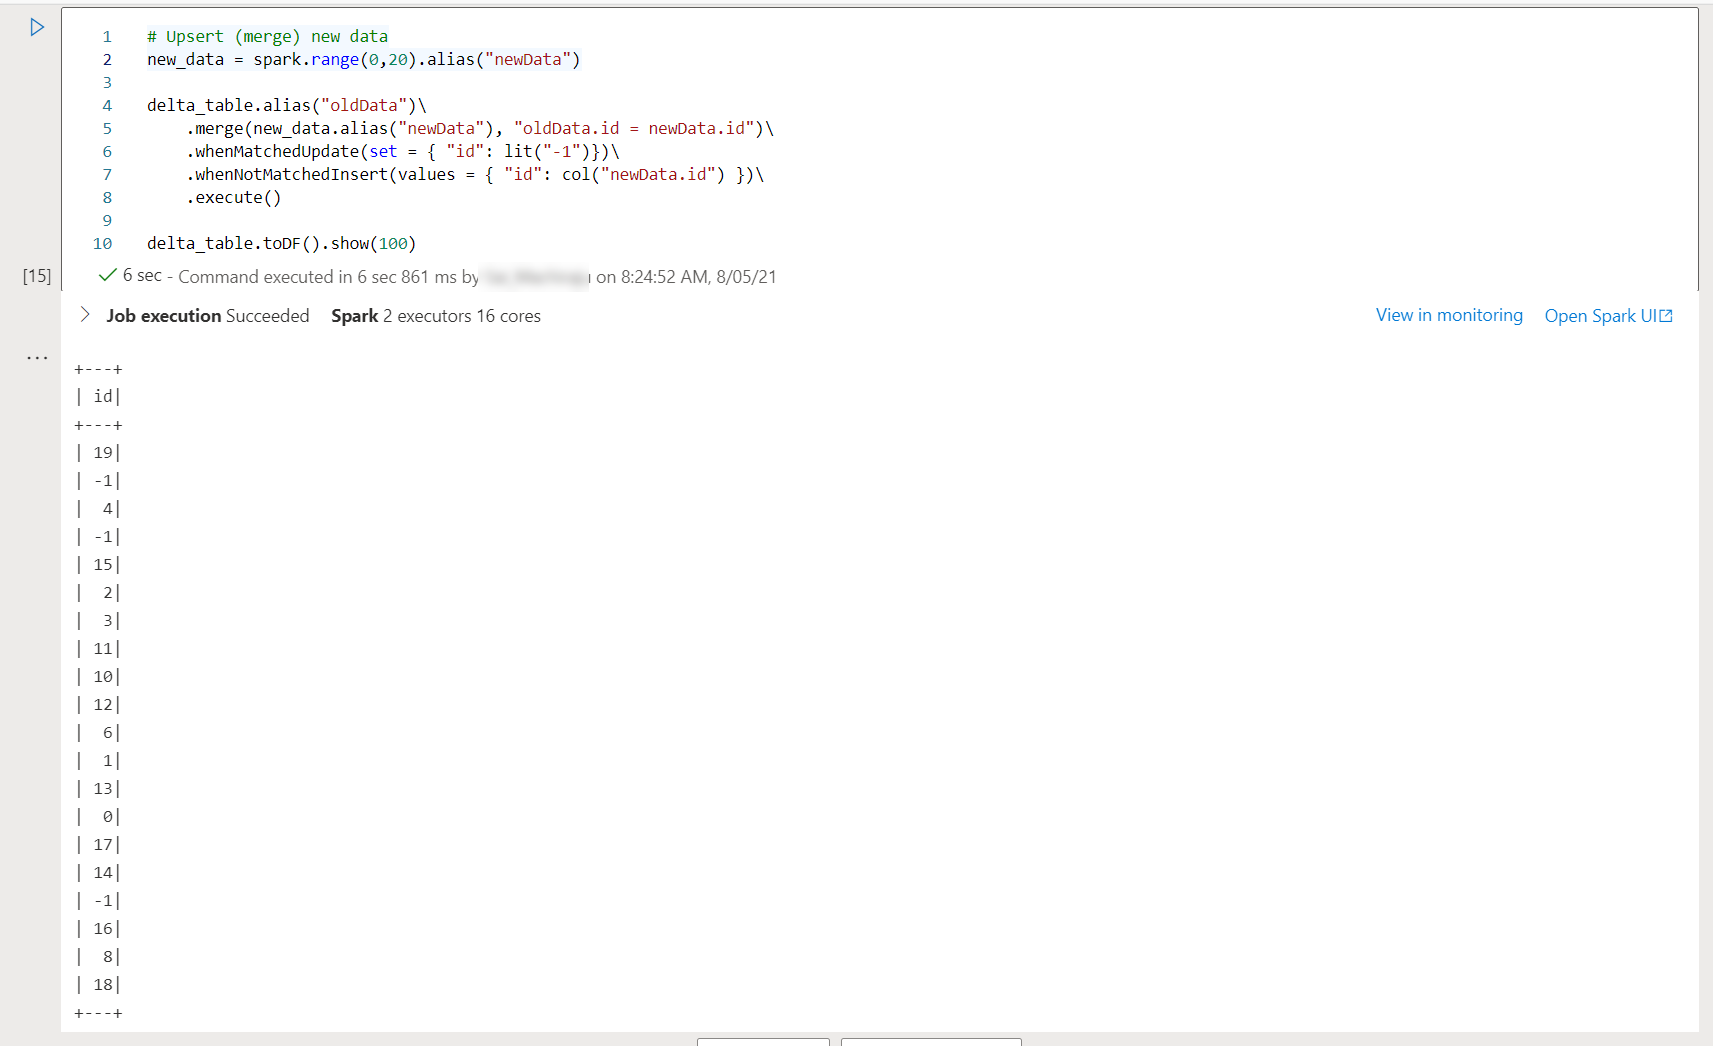 1 # Upsert (merge) new data
2 new_data = spark.range(0,20).alias("newData")
3
4 delta_table.alias("oldData")\
5 .merge(new_data.alias("newData"), "oldData.id = newData.id")\
6 .whenMatchedUpdate(set = { "id": lit("-1")})\
7 .whenNotMatchedInsert(values = { "id": col("newData.id") })\
8 .execute()
9
10 delta_table.toDF().show(100)
[15] 6 sec - Command executed in 6 sec 861 ms by on 8:24:52 AM, 8/05/21
Job execution Succeeded Spark 2 executors 16 cores View in monitoring Open Spark UI
...
+---+
| id|
+---+
| 19|
| -1|
|  4|
| -1|
| 15|
|  2|
|  3|
| 11|
| 10|
| 12|
|  6|
|  1|
| 13|
|  0|
| 17|
| 14|
| -1|
| 16|
|  8|
| 18|
+---+